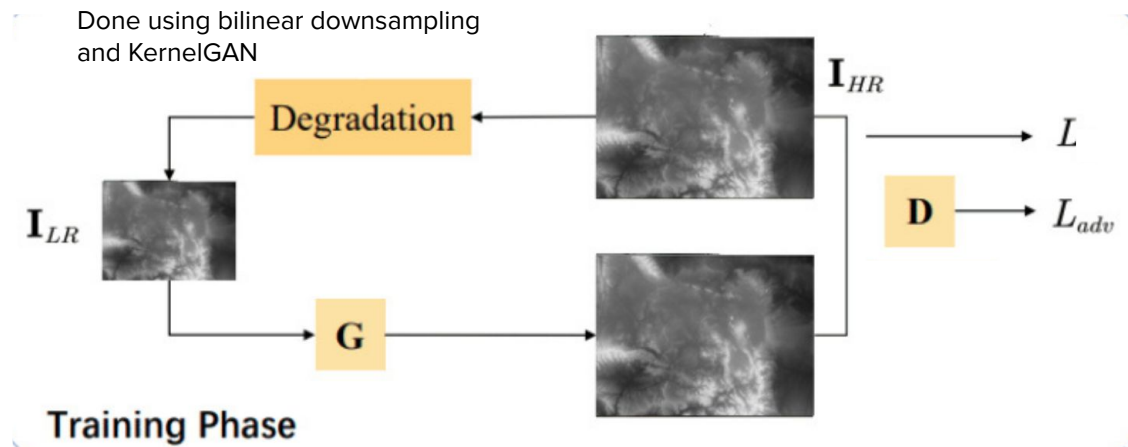 Done using bilinear downsampling
and KernelGAN
Degradation
I_HR
L
I_LR
D
L_adv
G
Training Phase